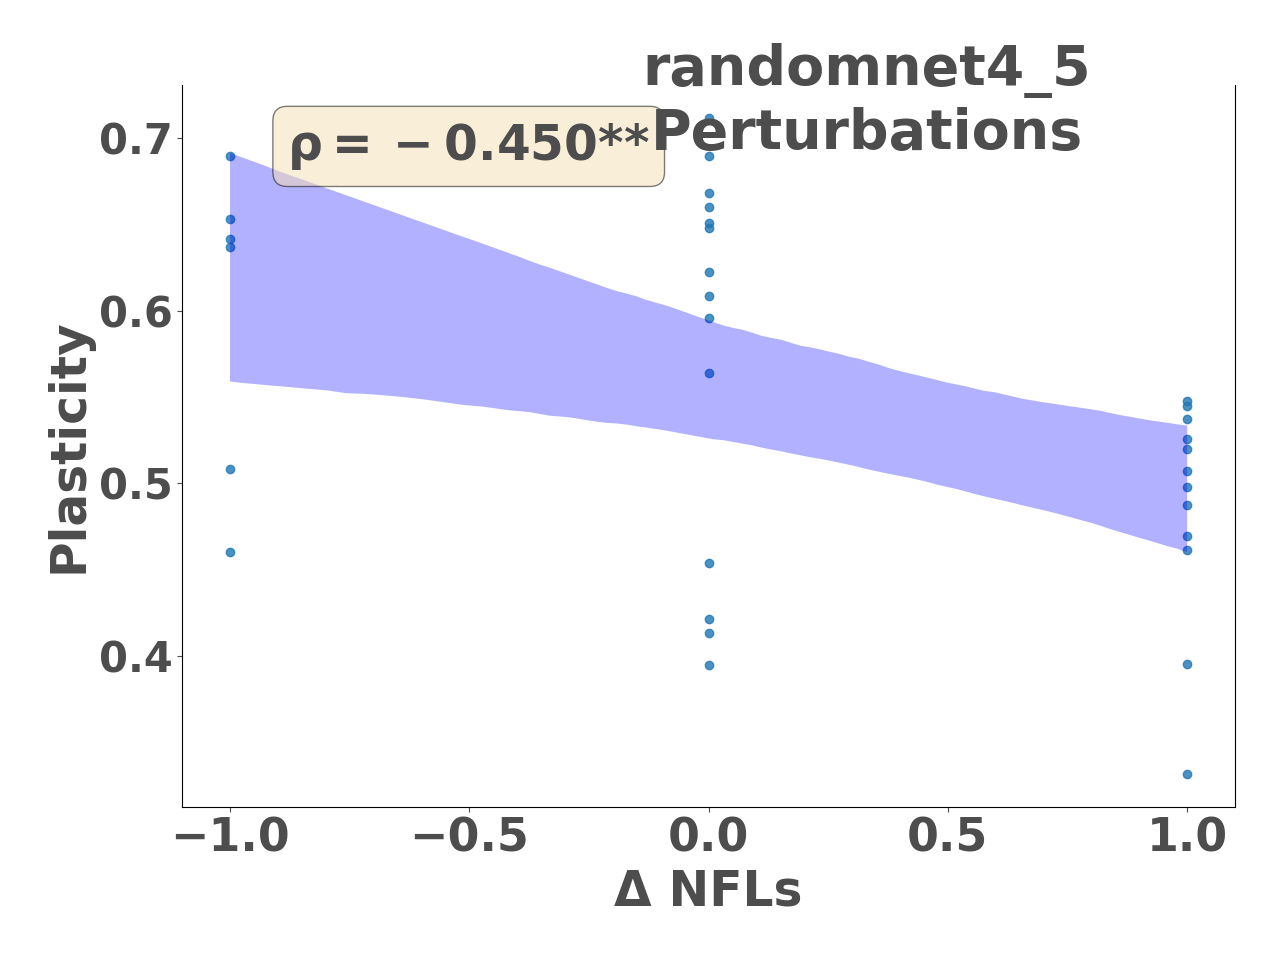 randomnet4_5
Perturbations
ρ = − 0.450**
0.7
0.6
0.5
0.4
Plasticity
−1.0 −0.5 0.0 0.5 1.0
Δ NFLs